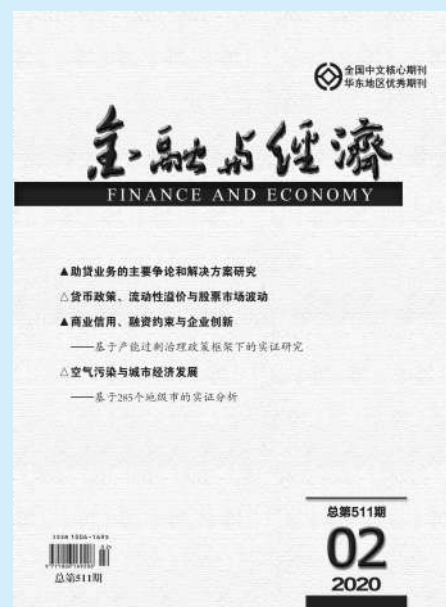 全国中文核心期刊
华东地区优秀期刊
金融与经濟
FINANCE AND ECONOMY
▲助贷业务的主要争论和解决方案研究
△货币政策、流动性溢价与股票市场波动
▲商业信用、融资约束与企业创新
——基于产能过剩治理政策框架下的实证研究
△空气污染与城市经济发展
——基于285个地级市的实证分析
总第511期
02
2020
总第511期